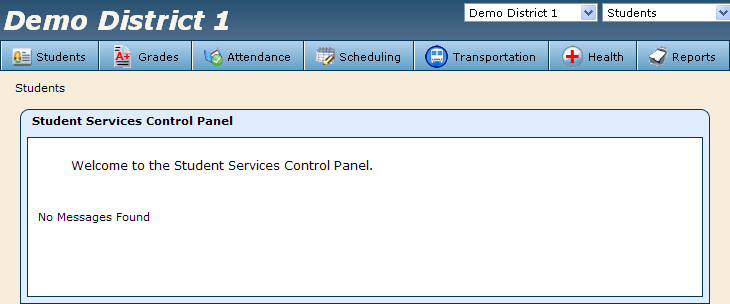 Demo District 1
Demo District 1 Students
Students A+ Grades Attendance Scheduling Transportation Health Reports
Students
Student Services Control Panel
Welcome to the Student Services Control Panel.
No Messages Found